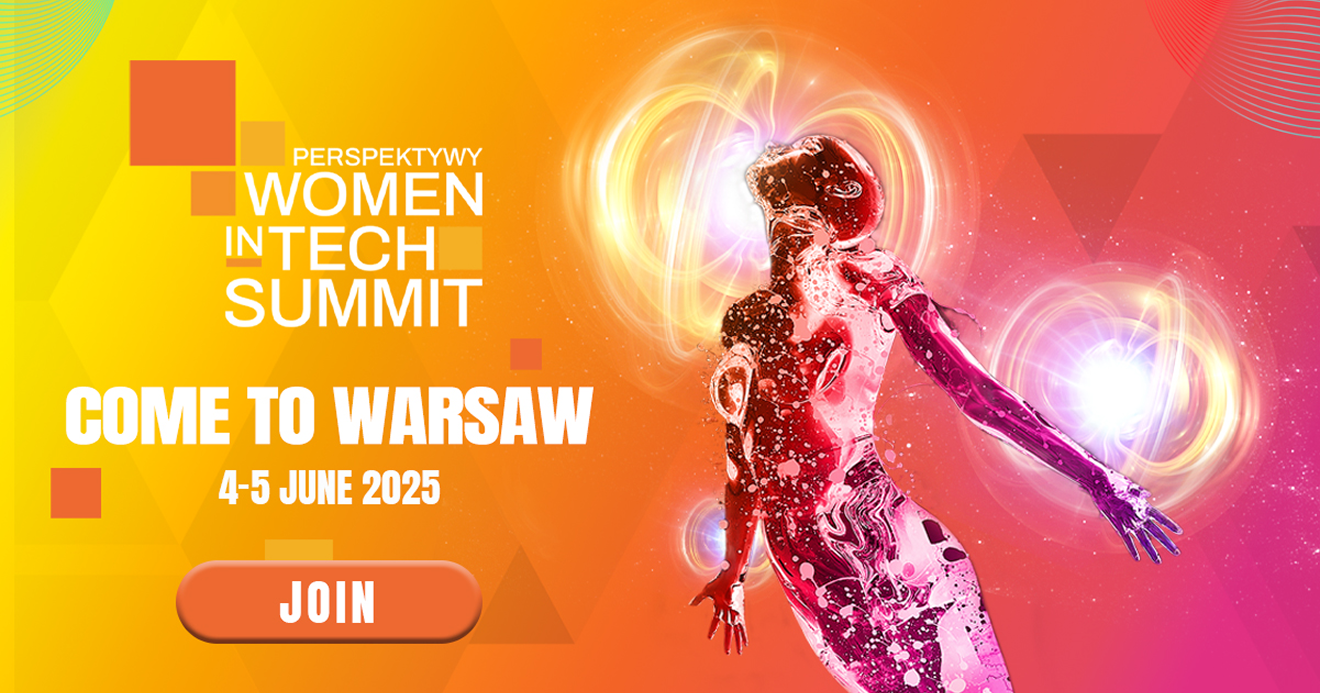 PERSPEKTYWY
WOMEN
IN TECH
SUMMIT
COME TO WARSAW
4-5 JUNE 2025
JOIN